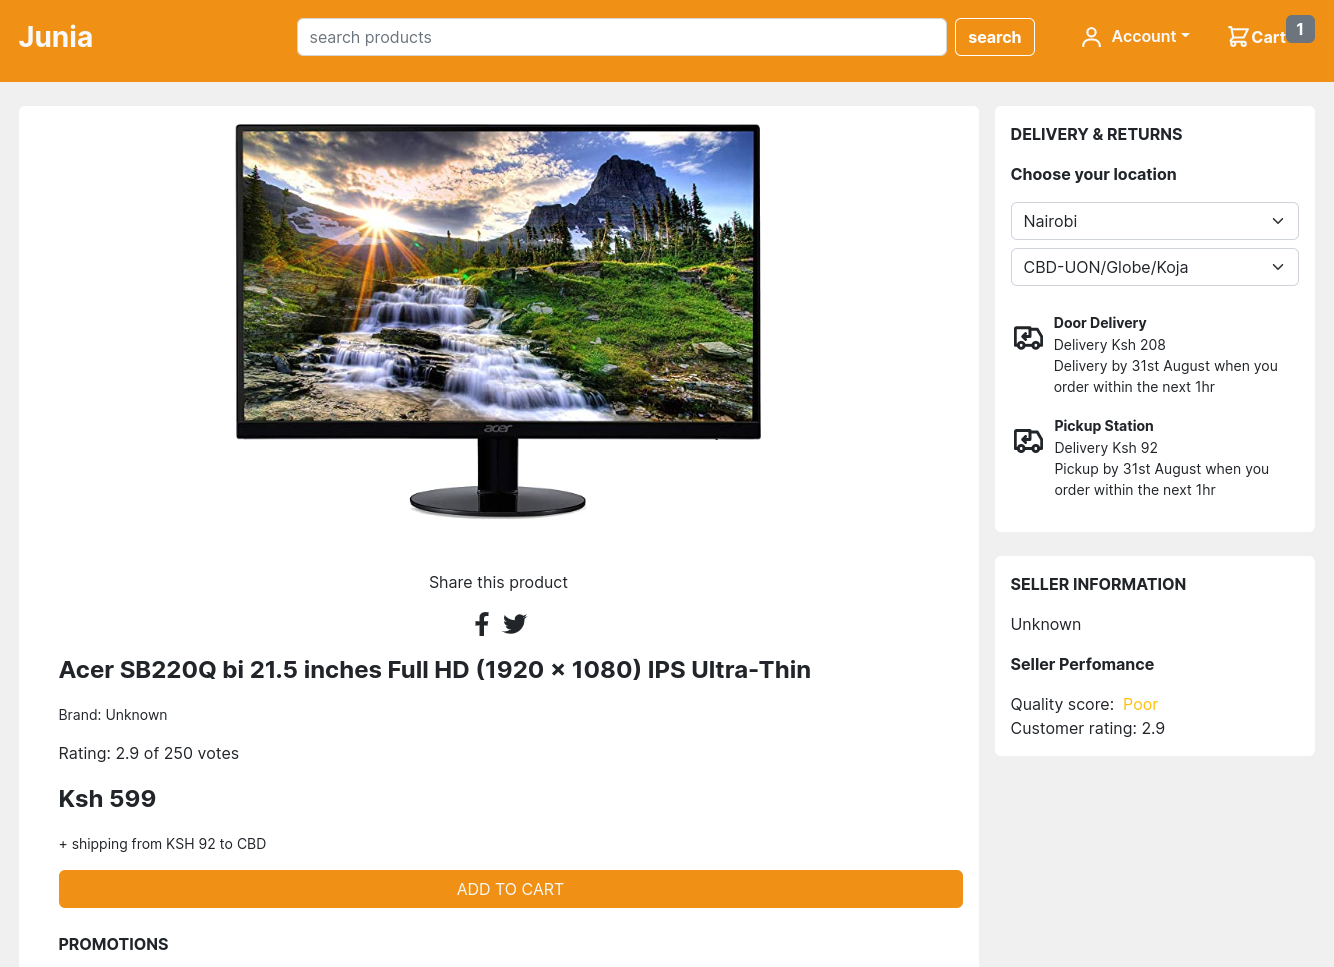 Junia
search products
search
Account
Cart
1
acer
Share this product
Acer SB220Q bi 21.5 inches Full HD (1920 x 1080) IPS Ultra-Thin
Brand: Unknown
Rating: 2.9 of 250 votes
Ksh 599
+ shipping from KSH 92 to CBD
ADD TO CART
PROMOTIONS
DELIVERY & RETURNS
Choose your location
Nairobi
CBD-UON/Globe/Koja
Door Delivery
Delivery Ksh 208
Delivery by 31st August when you
order within the next 1hr
Pickup Station
Delivery Ksh 92
Pickup by 31st August when you
order within the next 1hr
SELLER INFORMATION
Unknown
Seller Perfomance
Quality score: Poor
Customer rating: 2.9